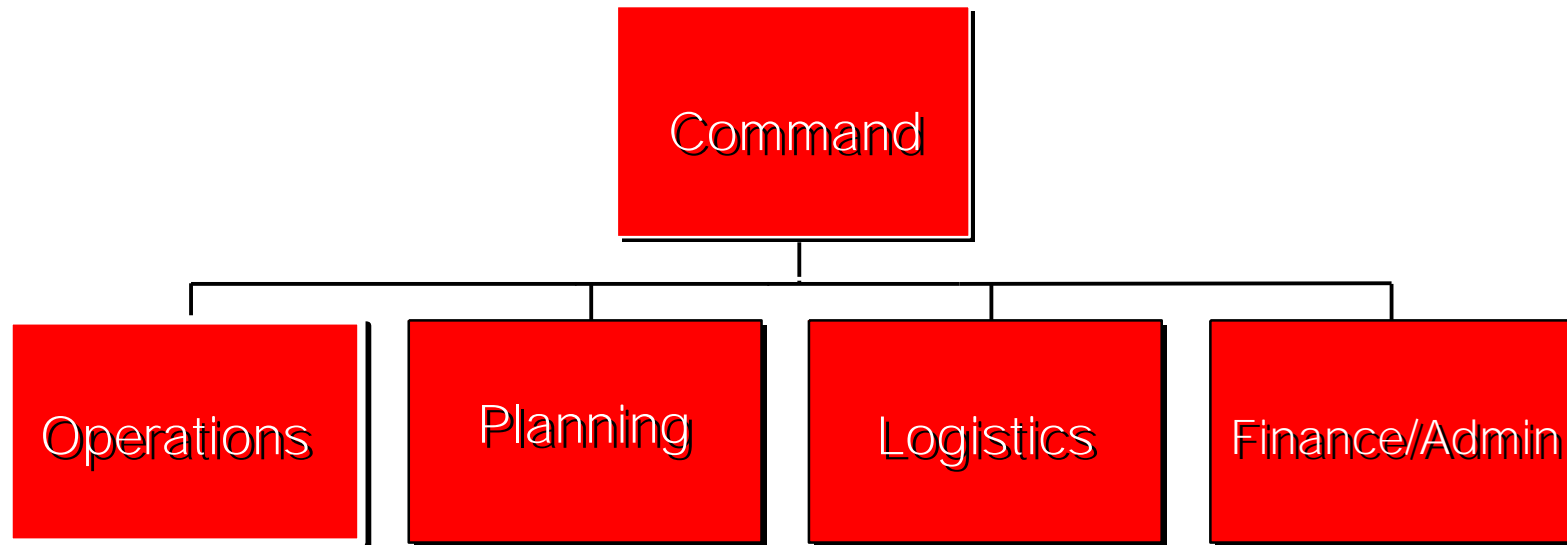 Command
Operations
Planning
Logistics
Finance/Admin